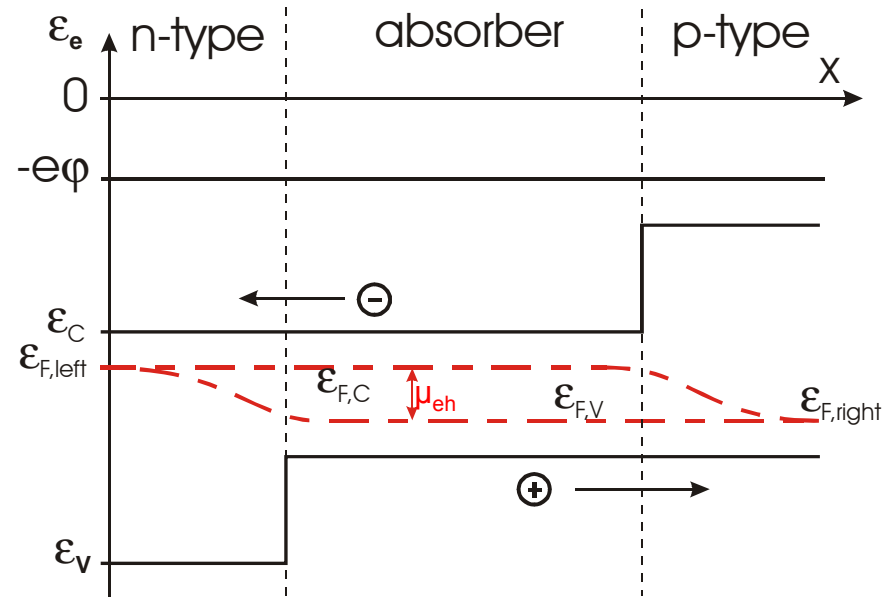 εe n-type absorber p-type
0 x
-eφ
−
εC
εF,left
εF,C μeh εF,V εF,right
+
εV